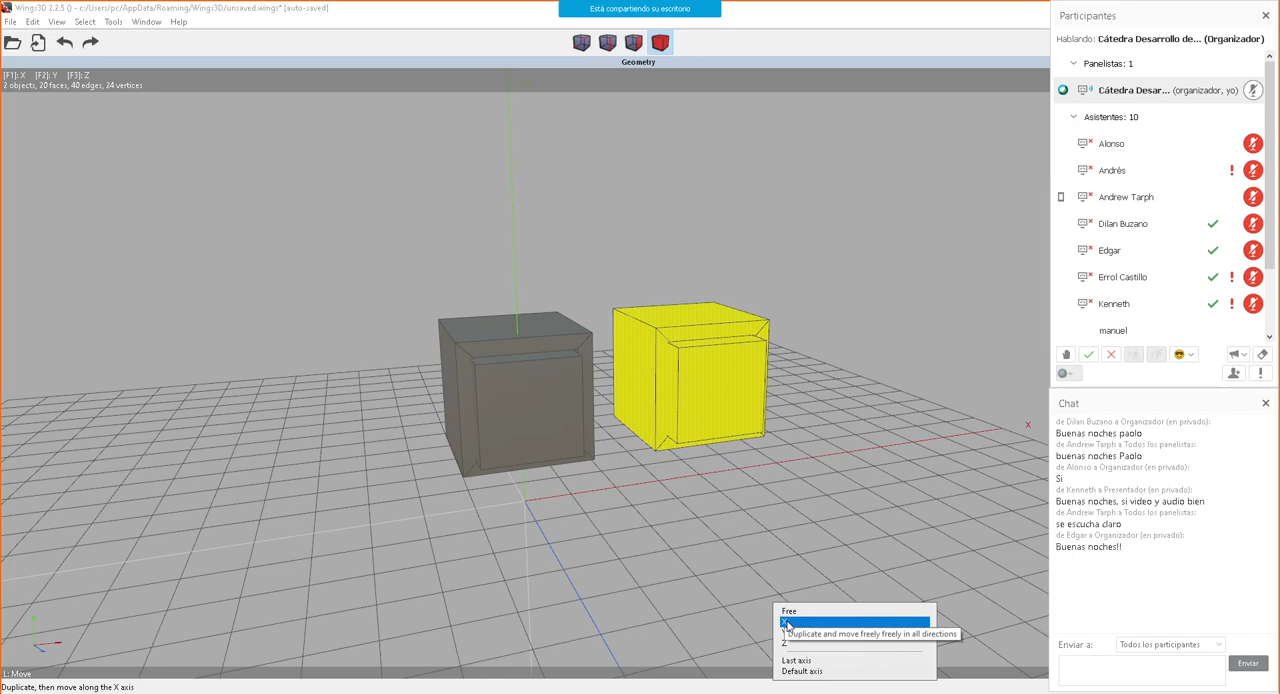 Wings3D 2.2.5 () - c:/Users/pc/AppData/Roaming/Wings3D/unsaved.wings* [auto-saved]
Está compartiendo su escritorio
File Edit View Select Tools Window Help
Geometry
[F1]: X [F2]: Y [F3]: Z
2 objects, 20 faces, 40 edges, 24 vertices
X
Free
X
Duplicate and move freely freely in all directions
Z
Last axis
Default axis
L: Move
Duplicate, then move along the X axis
Participantes
Hablando: Cátedra Desarrollo de... (Organizador)
Panelistas: 1
Cátedra Desar... (organizador, yo)
Asistentes: 10
Alonso
Andrés
Andrew Tarph
Dilan Buzano
Edgar
Errol Castillo
Kenneth
manuel
Chat
de Dilan Buzano a Organizador (en privado):
Buenas noches paolo
de Andrew Tarph a Todos los panelistas:
buenas noches Paolo
de Alonso a Organizador (en privado):
Si
de Kenneth a Presentador (en privado):
Buenas noches, si video y audio bien
de Andrew Tarph a Todos los panelistas:
se escucha claro
de Edgar a Organizador (en privado):
Buenas noches!!
Enviar a: Todos los participantes
Enviar